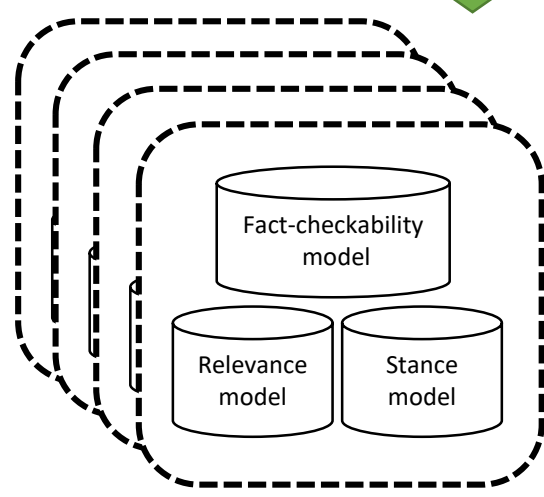 Fact-checkability
model
Relevance
model
Stance
model